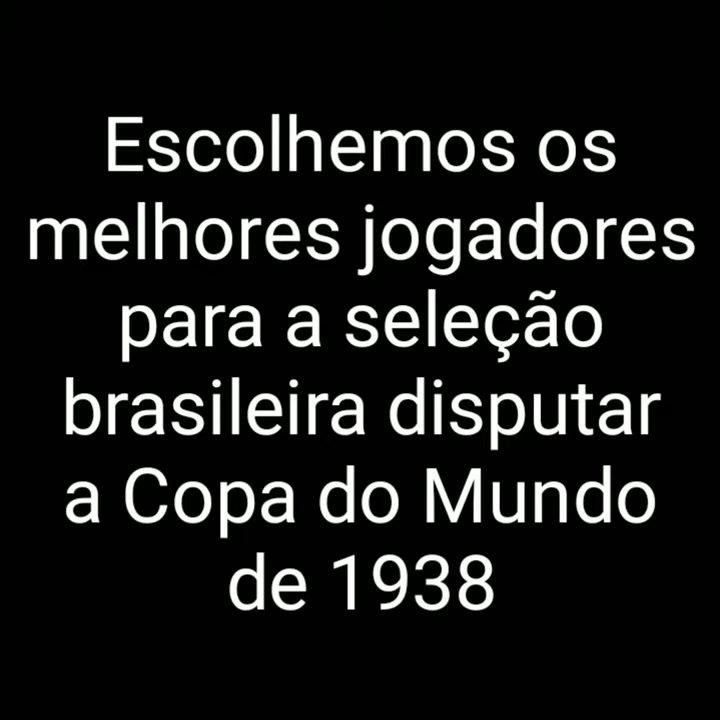 Escolhemos os
melhores jogadores
para a seleção
brasileira disputar
a Copa do Mundo
de 1938